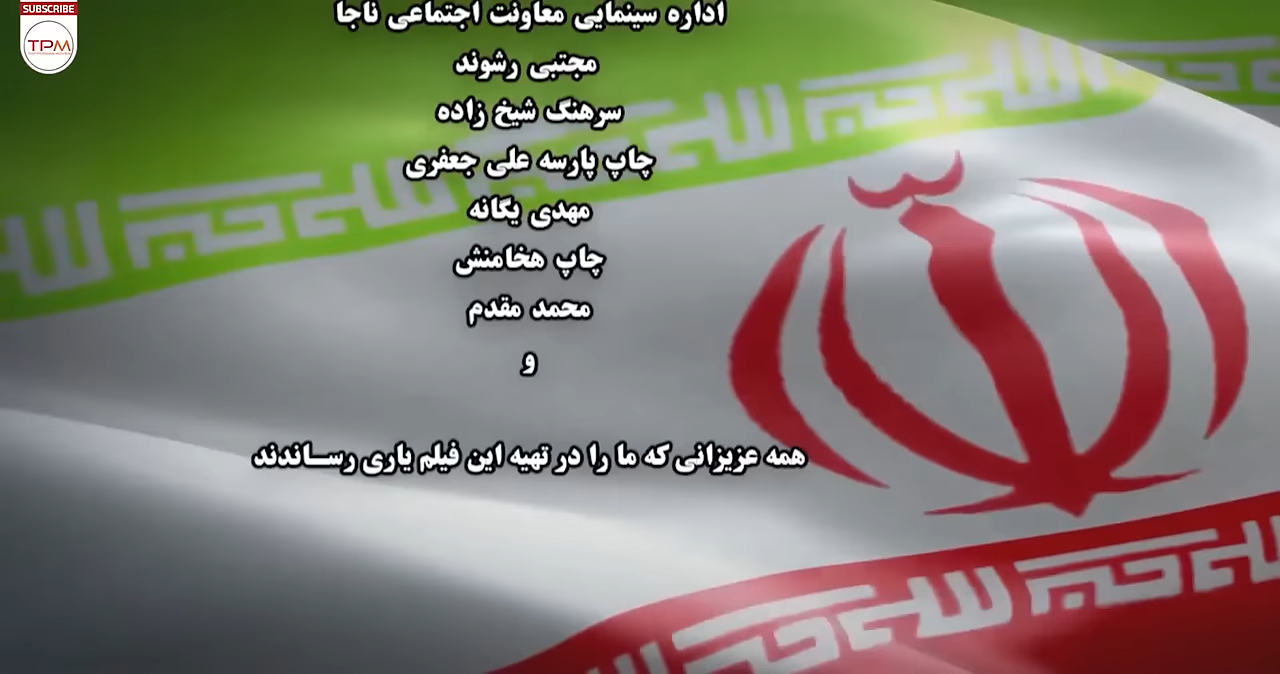 SUBSCRIBE
TPM
اداره سینمایی معاونت اجتماعی ناجا
مجتبی رشوند
سرهنگ شیخ زاده
چاپ پارسه علی جعفری
مهدی یگانه
چاپ هخامنش
محمد مقدم
و
همه عزیزانی که ما را در تهیه این فیلم یاری رســاندند